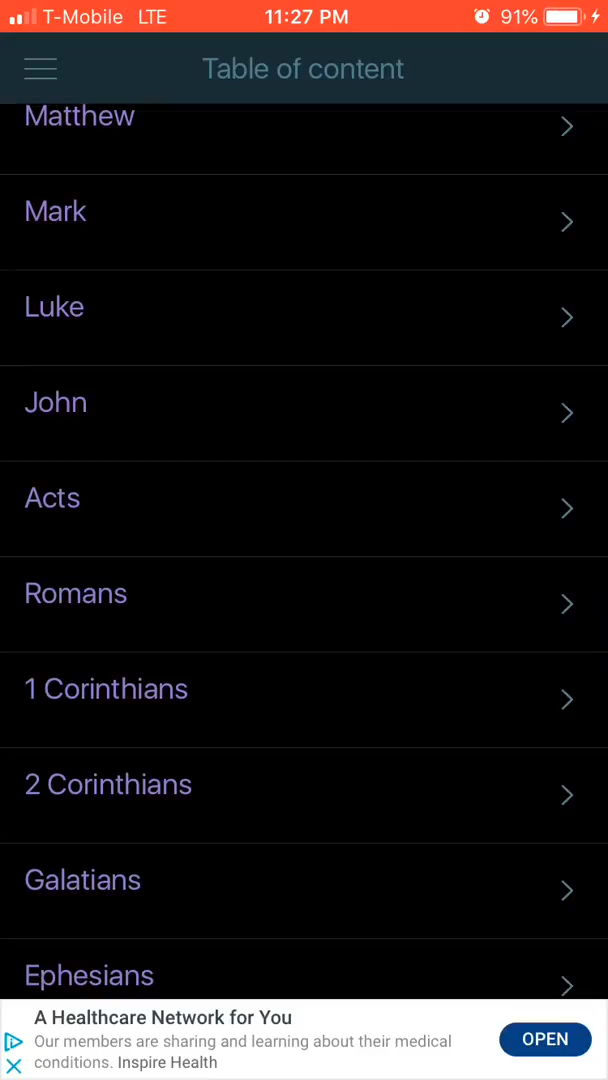 T-Mobile LTE 11:27 PM 91%
Table of content
Matthew
Mark
Luke
John
Acts
Romans
1 Corinthians
2 Corinthians
Galatians
Ephesians
A Healthcare Network for You
Our members are sharing and learning about their medical
conditions. Inspire Health
OPEN